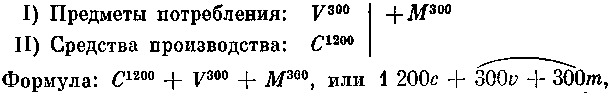 I) Предметы потребления: V³⁰⁰ | + M³⁰⁰
II) Средства производства: C¹²⁰⁰ |
Формула: C¹²⁰⁰ + V³⁰⁰ + M³⁰⁰, или 1 200c + 300v + 300m,